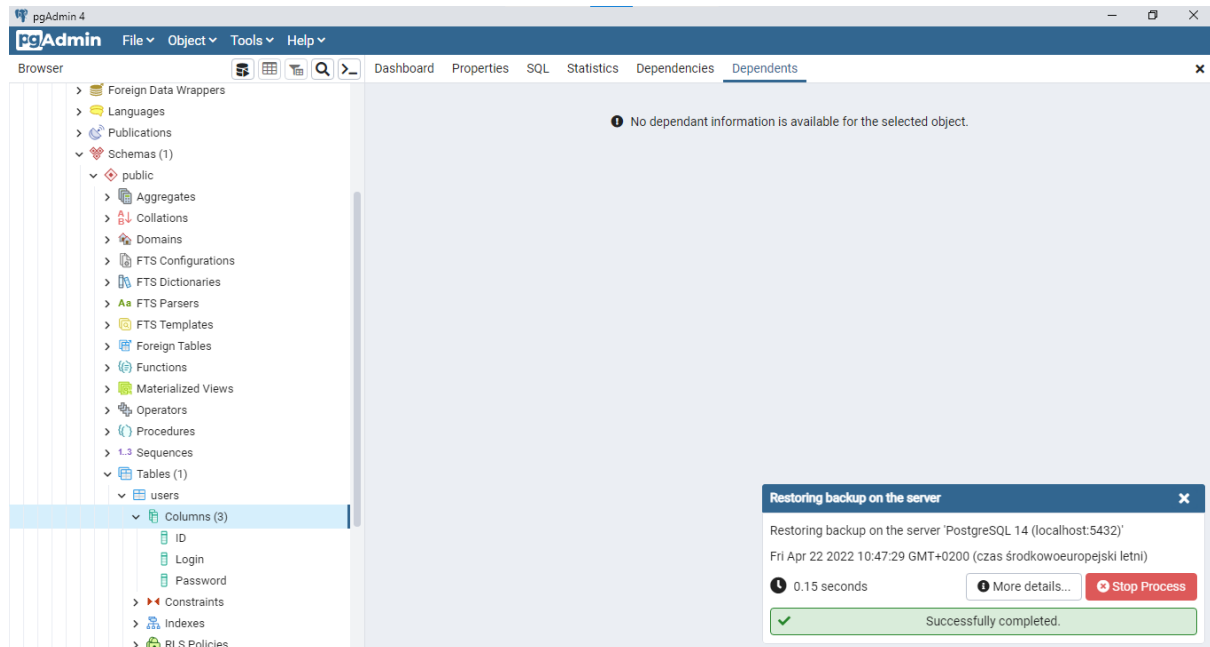 pgAdmin 4
pgAdmin File Object Tools Help
Browser
Dashboard Properties SQL Statistics Dependencies Dependents
Foreign Data Wrappers
Languages
Publications
Schemas (1)
public
Aggregates
Collations
Domains
FTS Configurations
FTS Dictionaries
Aa FTS Parsers
FTS Templates
Foreign Tables
Functions
Materialized Views
Operators
Procedures
1..3 Sequences
Tables (1)
users
Columns (3)
ID
Login
Password
Constraints
Indexes
RLS Policies
No dependant information is available for the selected object.
Restoring backup on the server
Restoring backup on the server 'PostgreSQL 14 (localhost:5432)'
Fri Apr 22 2022 10:47:29 GMT+0200 (czas środkowoeuropejski letni)
0.15 seconds More details... Stop Process
Successfully completed.